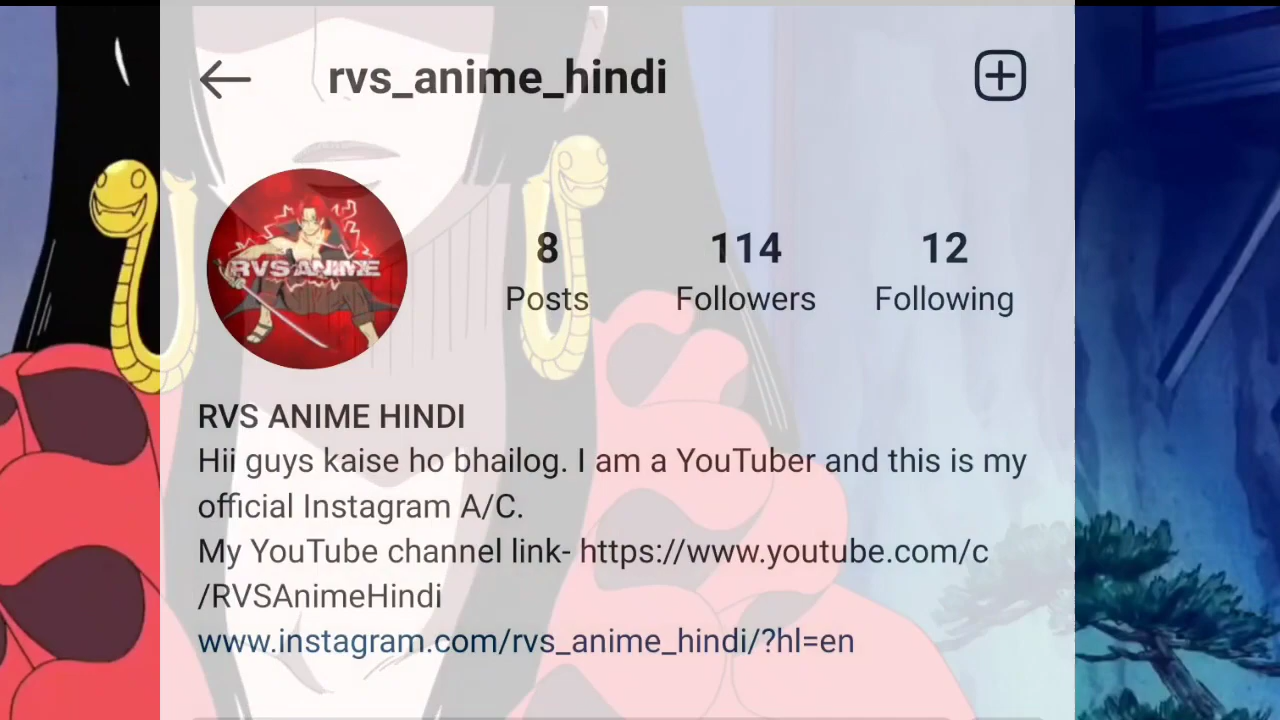 rvs_anime_hindi
RVS ANIME
8 114 12
Posts Followers Following
RVS ANIME HINDI
Hii guys kaise ho bhailog. I am a YouTuber and this is my
official Instagram A/C.
My YouTube channel link- https://www.youtube.com/c
/RVSAnimeHindi
www.instagram.com/rvs_anime_hindi/?hl=en